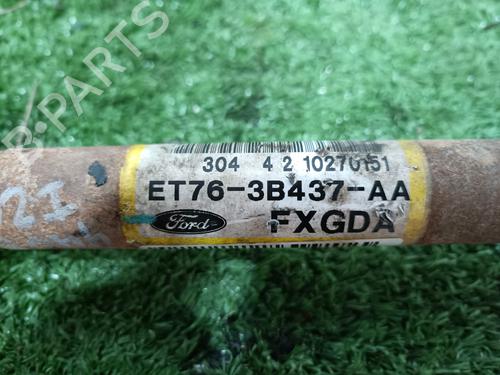 B-PARTS
304 4 2 10270151
ET76-3B437-AA
Ford
FXGDA